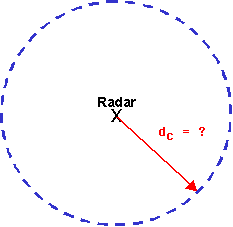 Radar
X
dc = ?